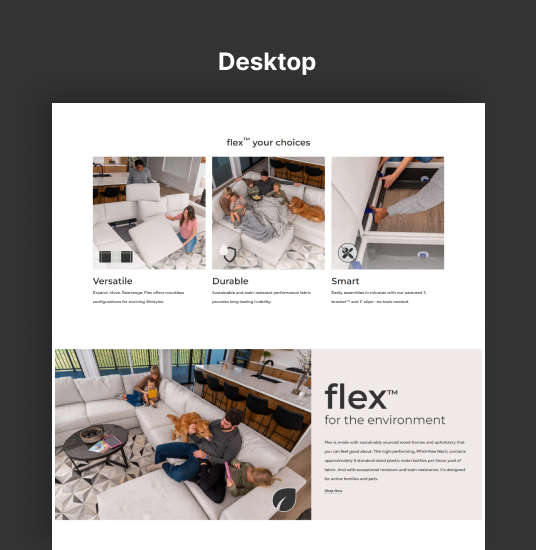 Desktop
flex™ your choices
Versatile
Expand. Move. Rearrange. Flex offers countless
configurations for evolving lifestyles.
Durable
Sustainable and stain-resistant performance fabric
provides long-lasting livability.
Smart
Easily assembles in minutes with our patented Z-
bracket™ and C-clips– no tools needed.
flex™
for the environment
Flex is made with sustainably sourced wood frames and upholstery that
you can feel good about. The high-performing, PFAS-free fabric contains
approximately 9 standard-sized plastic water bottles per linear yard of
fabric. And with exceptional moisture and stain resistance, it's designed
for active families and pets.
Shop Now